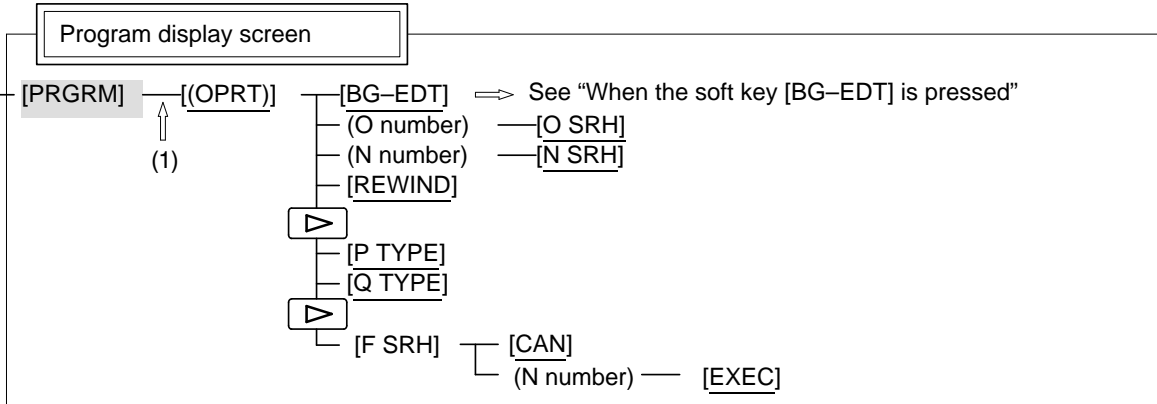 Program display screen
[PRGRM] [(OPRT)] [BG–EDT] See “When the soft key [BG–EDT] is pressed”
(1)
(O number) [O SRH]
(N number) [N SRH]
[REWIND]
[P TYPE]
[Q TYPE]
[F SRH] [CAN]
(N number) [EXEC]